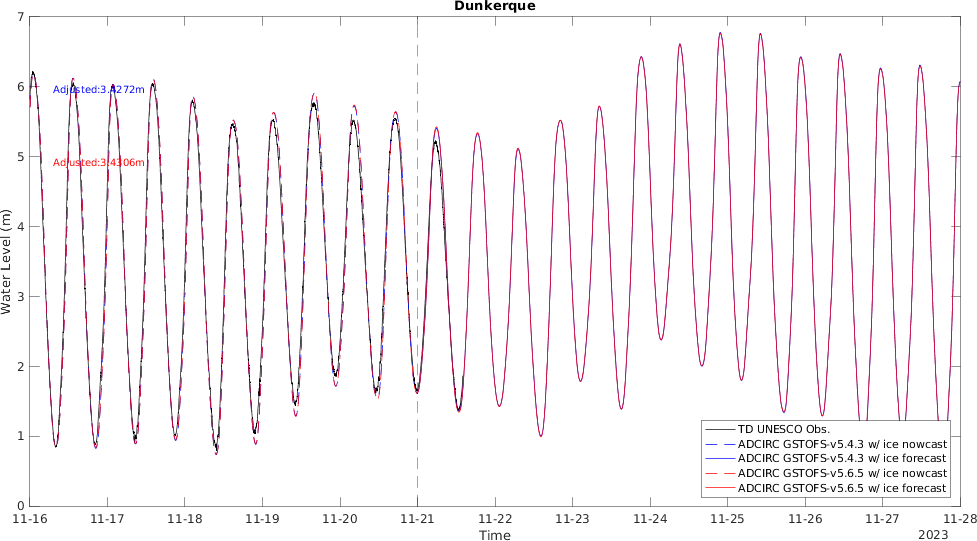 Dunkerque
7
6
5
4
3
2
1
0
Water Level (m)
Adjusted:3.4272m
Adjusted:3.4306m
TD UNESCO Obs.
ADCIRC GSTOFS-v5.4.3 w/ ice nowcast
ADCIRC GSTOFS-v5.4.3 w/ ice forecast
ADCIRC GSTOFS-v5.6.5 w/ ice nowcast
ADCIRC GSTOFS-v5.6.5 w/ ice forecast
11-16 11-17 11-18 11-19 11-20 11-21 11-22 11-23 11-24 11-25 11-26 11-27 11-28
Time
2023